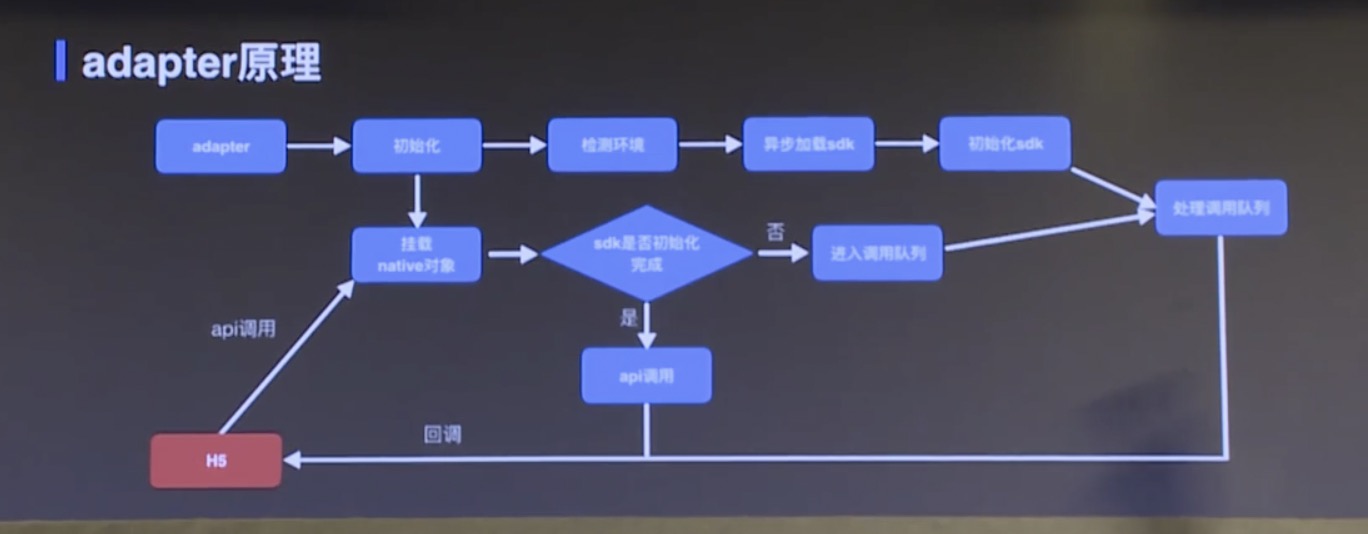 adapter原理
adapter
初始化
检测环境
异步加载sdk
初始化sdk
处理调用队列
挂载
native对象
sdk是否初始化
完成
否
进入调用队列
是
api调用
api调用
回调
H5